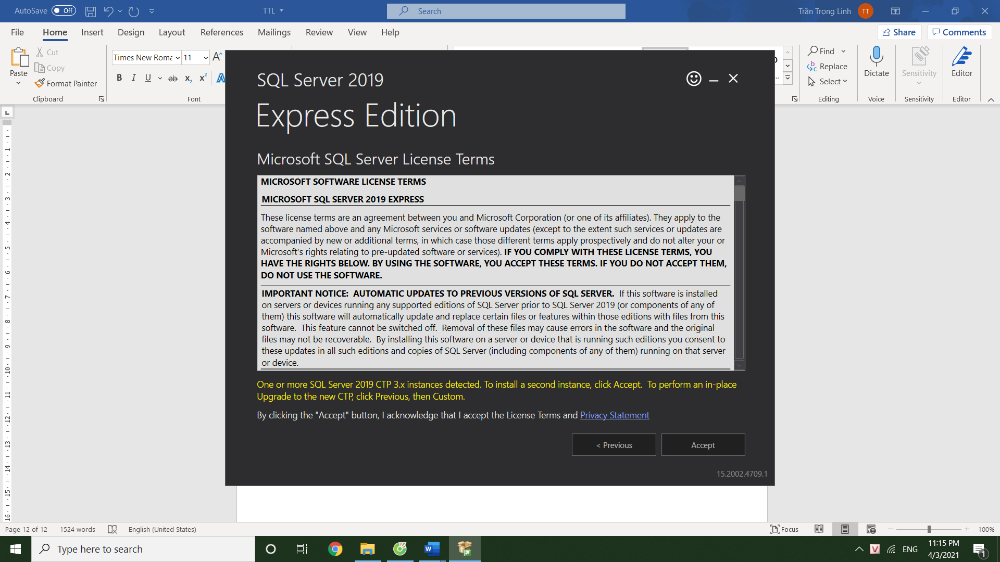 AutoSave Off TTL Search Trần Trọng Linh TT
File Home Insert Design Layout References Mailings Review View Help Share Comments
Paste
Cut
Copy
Format Painter
Clipboard
Times New Roma 11 A
B I U ab x2 x2 A
Font
Find
Replace
Select
Editing
Dictate
Voice
Sensitivity
Sensitivity
Editor
Editor
SQL Server 2019
Express Edition
Microsoft SQL Server License Terms
MICROSOFT SOFTWARE LICENSE TERMS
MICROSOFT SQL SERVER 2019 EXPRESS
These license terms are an agreement between you and Microsoft Corporation (or one of its affiliates). They apply to the
software named above and any Microsoft services or software updates (except to the extent such services or updates are
accompanied by new or additional terms, in which case those different terms apply prospectively and do not alter your or
Microsoft’s rights relating to pre-updated software or services). IF YOU COMPLY WITH THESE LICENSE TERMS, YOU
HAVE THE RIGHTS BELOW. BY USING THE SOFTWARE, YOU ACCEPT THESE TERMS. IF YOU DO NOT ACCEPT THEM,
DO NOT USE THE SOFTWARE.
IMPORTANT NOTICE: AUTOMATIC UPDATES TO PREVIOUS VERSIONS OF SQL SERVER. If this software is installed
on servers or devices running any supported editions of SQL Server prior to SQL Server 2019 (or components of any of
them) this software will automatically update and replace certain files or features within those editions with files from this
software. This feature cannot be switched off. Removal of these files may cause errors in the software and the original
files may not be recoverable. By installing this software on a server or device that is running such editions you consent to
these updates in all such editions and copies of SQL Server (including components of any of them) running on that server
or device.
One or more SQL Server 2019 CTP 3.x instances detected. To install a second instance, click Accept. To perform an in-place
Upgrade to the new CTP, click Previous, then Custom.
By clicking the "Accept" button, I acknowledge that I accept the License Terms and Privacy Statement
< Previous Accept
15.2002.4709.1
1
2
3
4
5
6
7
8
9
10
11
12
13
14
15
16
Page 12 of 12 1524 words English (United States) Focus 100%
Type here to search ENG 11:15 PM
4/3/2021 1